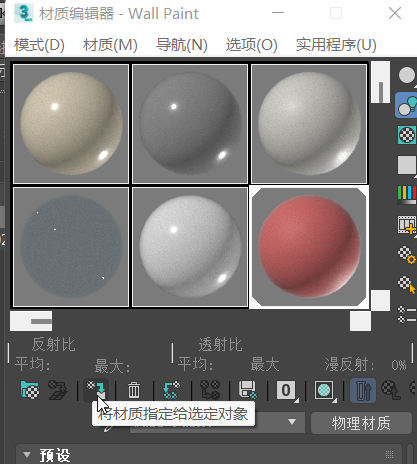 材质编辑器 - Wall Paint
模式(D) 材质(M) 导航(N) 选项(O) 实用程序(U)
反射比 透射比
平均: 最大: 平均: 最大 漫反射: 0%
0
将材质指定给选定对象
物理材质
预设